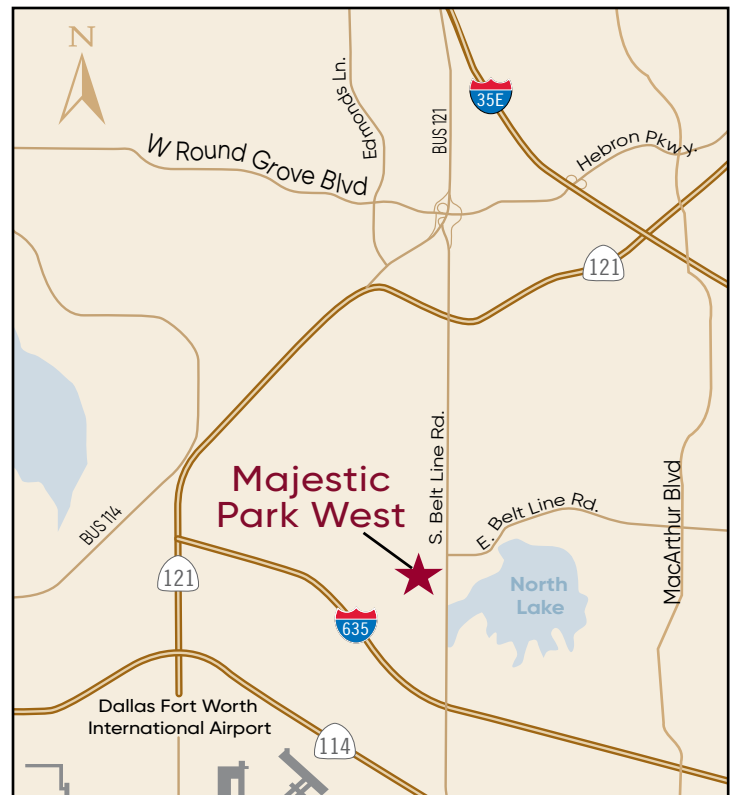 N
Edmonds Ln.
BUS 121
35E
W Round Grove Blvd
Hebron Pkwy.
121
S. Belt Line Rd.
Majestic
Park West
E. Belt Line Rd.
MacArthur Blvd
BUS 114
121
North
Lake
635
Dallas Fort Worth
International Airport
114